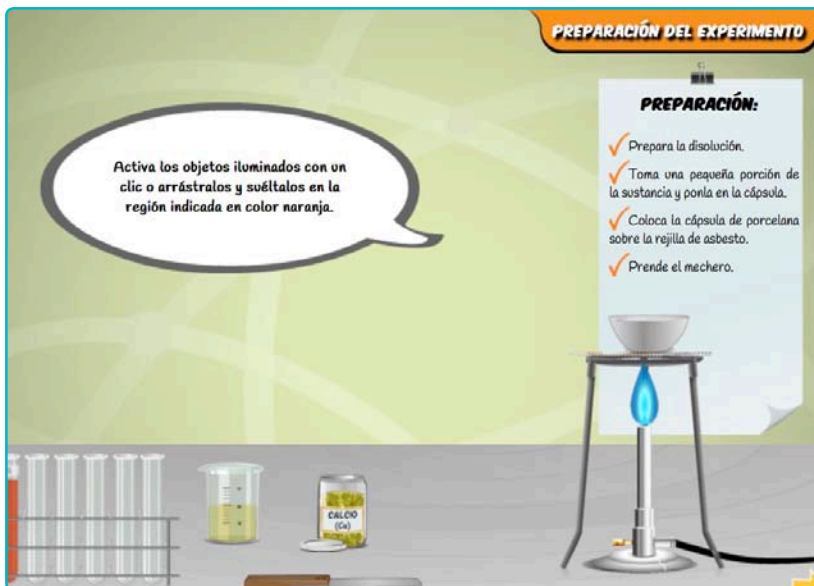 PREPARACIÓN DEL EXPERIMENTO
Activa los objetos iluminados con un
clic o arrástralos y suéltalos en la
región indicada en color naranja.
PREPARACIÓN:
Prepara la disolución.
Toma una pequeña porción de
la sustancia y ponla en la cápsula.
Coloca la cápsula de porcelana
sobre la rejilla de asbesto.
Prende el mechero.
CALCIO
(Ca)